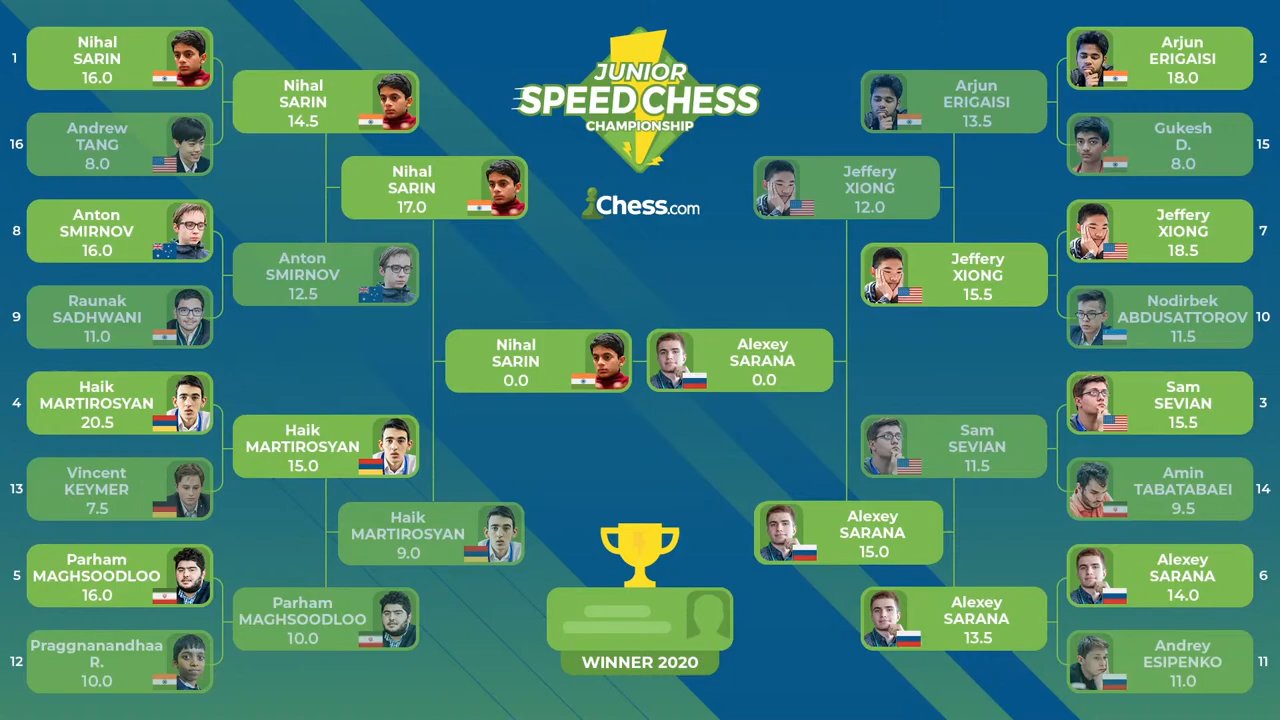 JUNIOR
SPEED CHESS
CHAMPIONSHIP
Chess.com
1
Nihal
SARIN
16.0
16
Andrew
TANG
8.0
8
Anton
SMIRNOV
16.0
9
Raunak
SADHWANI
11.0
4
Haik
MARTIROSYAN
20.5
13
Vincent
KEYMER
7.5
5
Parham
MAGHSOODLOO
16.0
12
Praggnanandhaa
R.
10.0
Nihal
SARIN
14.5
Anton
SMIRNOV
12.5
Haik
MARTIROSYAN
15.0
Parham
MAGHSOODLOO
10.0
Nihal
SARIN
17.0
Haik
MARTIROSYAN
9.0
Nihal
SARIN
0.0
Alexey
SARANA
0.0
Jeffery
XIONG
12.0
Alexey
SARANA
15.0
Arjun
ERIGAISI
13.5
Jeffery
XIONG
15.5
Sam
SEVIAN
11.5
Alexey
SARANA
13.5
Arjun
ERIGAISI
18.0
2
Gukesh
D.
8.0
15
Jeffery
XIONG
18.5
7
Nodirbek
ABDUSATTOROV
11.5
10
Sam
SEVIAN
15.5
3
Amin
TABATABAEI
9.5
14
Alexey
SARANA
14.0
6
Andrey
ESIPENKO
11.0
11
WINNER 2020